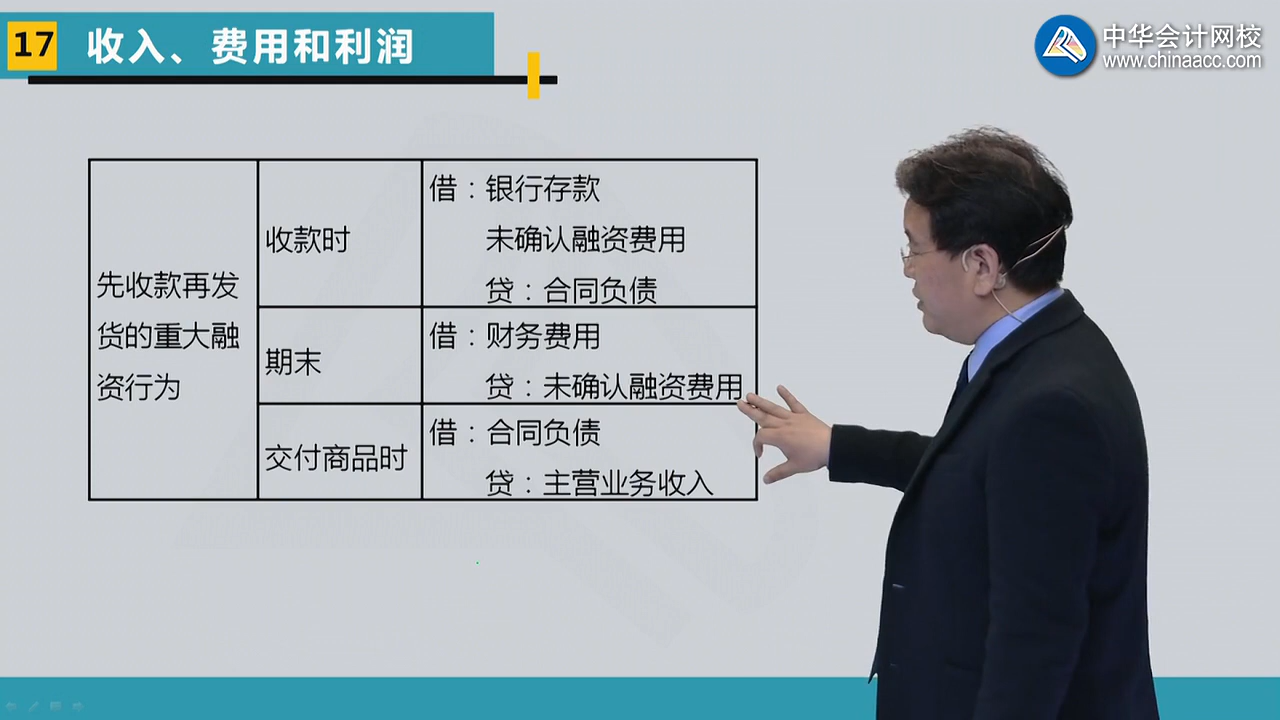 17 收入、费用和利润
中华会计网校
www.chinaacc.com
先收款再发
货的重大融
资行为
收款时
借：银行存款
未确认融资费用
贷：合同负债
期末
借：财务费用
贷：未确认融资费用
交付商品时
借：合同负债
贷：主营业务收入